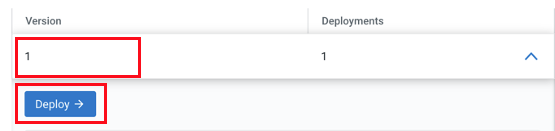 Version Deployments
1 1
Deploy →